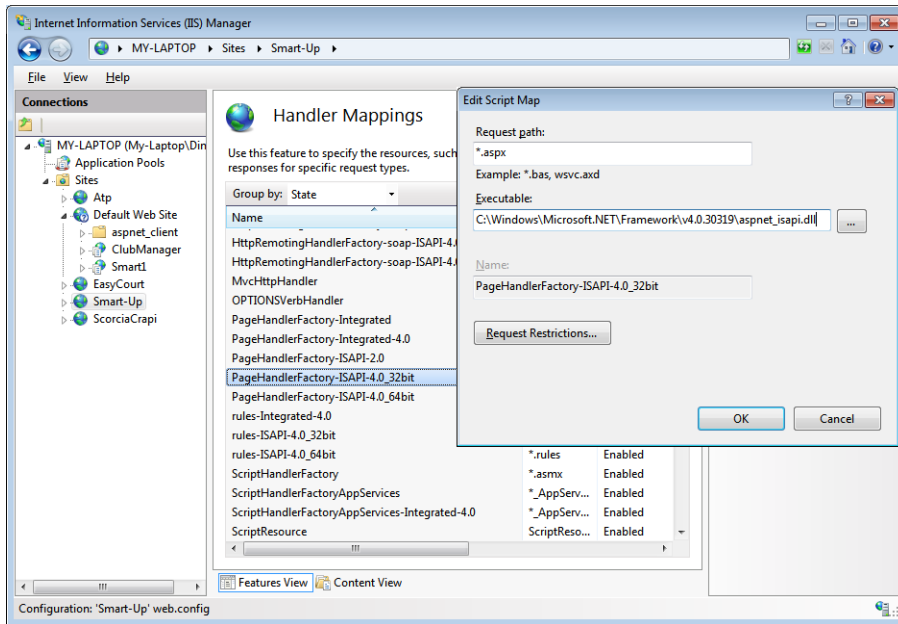 Internet Information Services (IIS) Manager
MY-LAPTOP Sites Smart-Up
File View Help
Connections
MY-LAPTOP (My-Laptop\Din
Application Pools
Sites
Atp
Default Web Site
aspnet_client
ClubManager
Smart1
EasyCourt
Smart-Up
ScorciaCrapi
Handler Mappings
Use this feature to specify the resources, such
responses for specific request types.
Group by: State
Name
HttpRemotingHandlerFactory-soap-ISAPI-4.
HttpRemotingHandlerFactory-soap-ISAPI-4.
MvcHttpHandler
OPTIONSVerbHandler
PageHandlerFactory-Integrated
PageHandlerFactory-Integrated-4.0
PageHandlerFactory-ISAPI-2.0
PageHandlerFactory-ISAPI-4.0_32bit
PageHandlerFactory-ISAPI-4.0_64bit
rules-Integrated-4.0
rules-ISAPI-4.0_32bit
rules-ISAPI-4.0_64bit *.rules Enabled
ScriptHandlerFactory *.asmx Enabled
ScriptHandlerFactoryAppServices *_AppServ... Enabled
ScriptHandlerFactoryAppServices-Integrated-4.0 *_AppServ... Enabled
ScriptResource ScriptReso... Enabled
Features View Content View
Configuration: 'Smart-Up' web.config
Edit Script Map
Request path:
*.aspx
Example: *.bas, wsvc.axd
Executable:
C:\Windows\Microsoft.NET\Framework\v4.0.30319\aspnet_isapi.dll
...
Name:
PageHandlerFactory-ISAPI-4.0_32bit
Request Restrictions...
OK Cancel